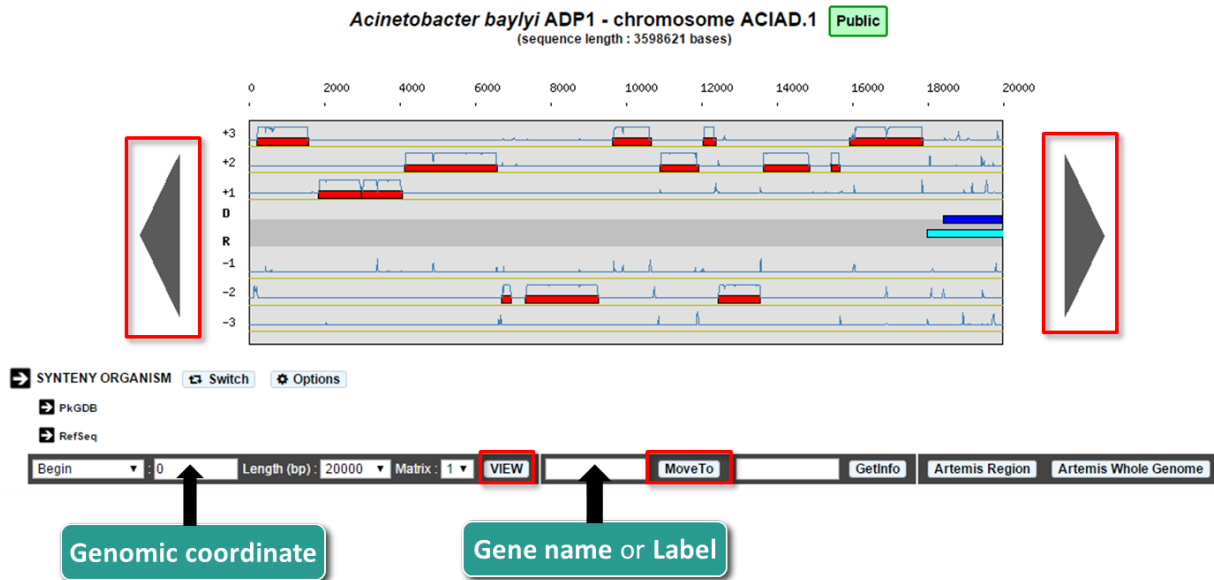 Acinetobacter baylyi ADP1 - chromosome ACIAD.1 Public
(sequence length : 3598621 bases)
0 2000 4000 6000 8000 10000 12000 14000 16000 18000 20000
+3
+2
+1
D
R
-1
-2
-3
SYNTENY ORGANISM Switch Options
PkGDB
RefSeq
Begin : 0 Length (bp) : 20000 Matrix : 1 VIEW MoveTo GetInfo Artemis Region Artemis Whole Genome
Genomic coordinate Gene name or Label